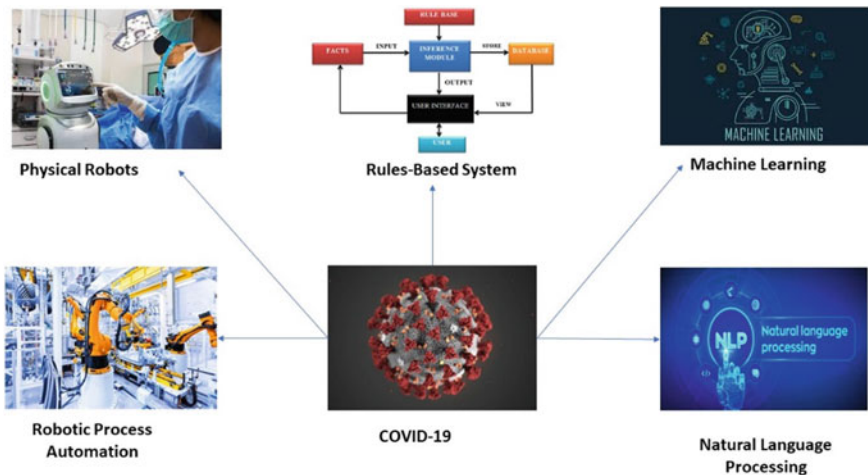 RULE BASE
FACTS
INPUT
INFERENCE
MODULE
STORE
DATABASE
OUTPUT
USER INTERFACE
VIEW
USER
MACHINE LEARNING
Physical Robots
Rules-Based System
Machine Learning
NLP
Natural language
processing
Robotic Process
Automation
COVID-19
Natural Language
Processing